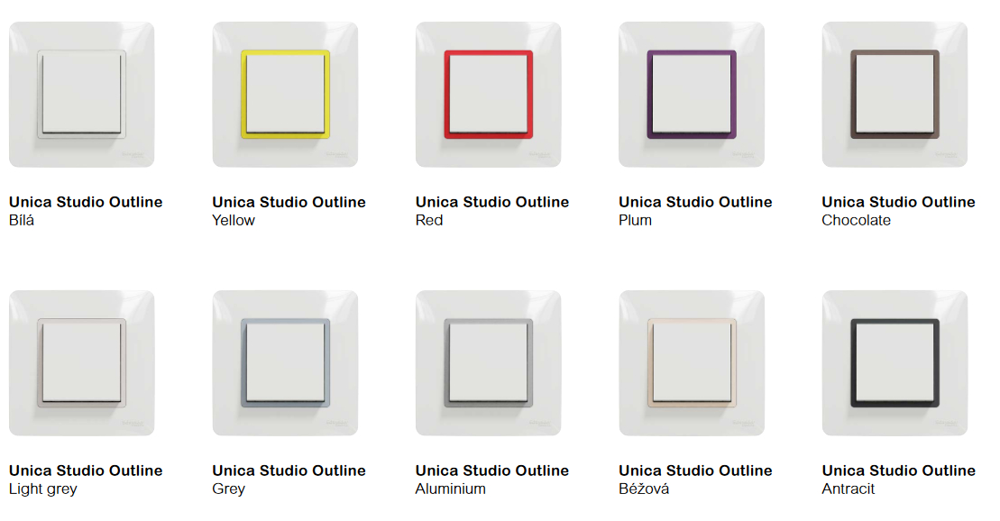 Unica Studio Outline
Bílá
Unica Studio Outline
Yellow
Unica Studio Outline
Red
Unica Studio Outline
Plum
Unica Studio Outline
Chocolate
Unica Studio Outline
Light grey
Unica Studio Outline
Grey
Unica Studio Outline
Aluminium
Unica Studio Outline
Béžová
Unica Studio Outline
Antracit